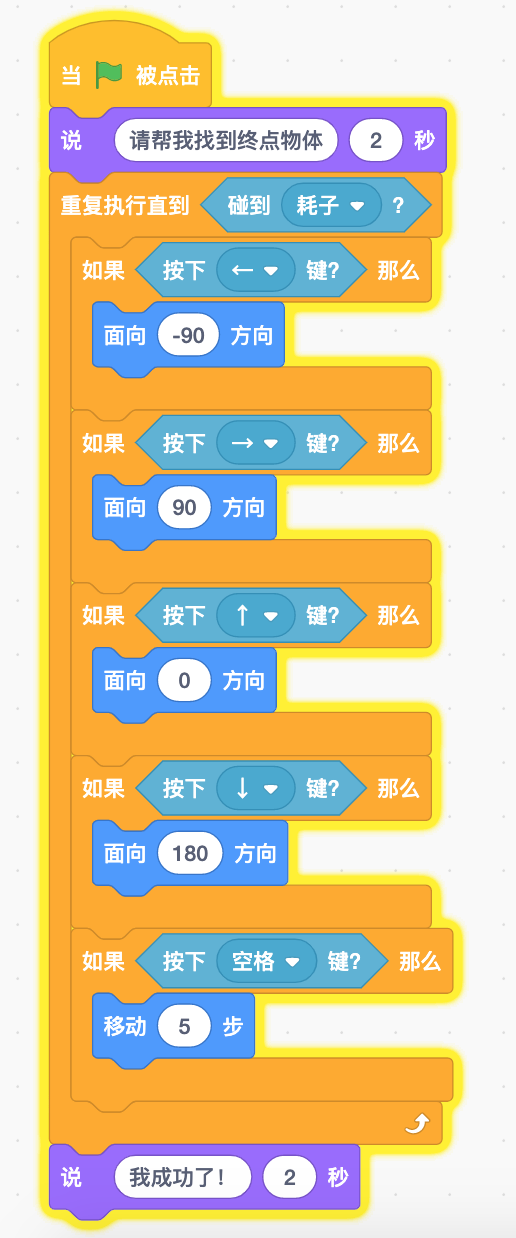 当 被点击
说 请帮我找到终点物体 2 秒
重复执行直到 碰到 耗子 ?
如果 按下 ← 键? 那么
面向 -90 方向
如果 按下 → 键? 那么
面向 90 方向
如果 按下 ↑ 键? 那么
面向 0 方向
如果 按下 ↓ 键? 那么
面向 180 方向
如果 按下 空格 键? 那么
移动 5 步
说 我成功了! 2 秒